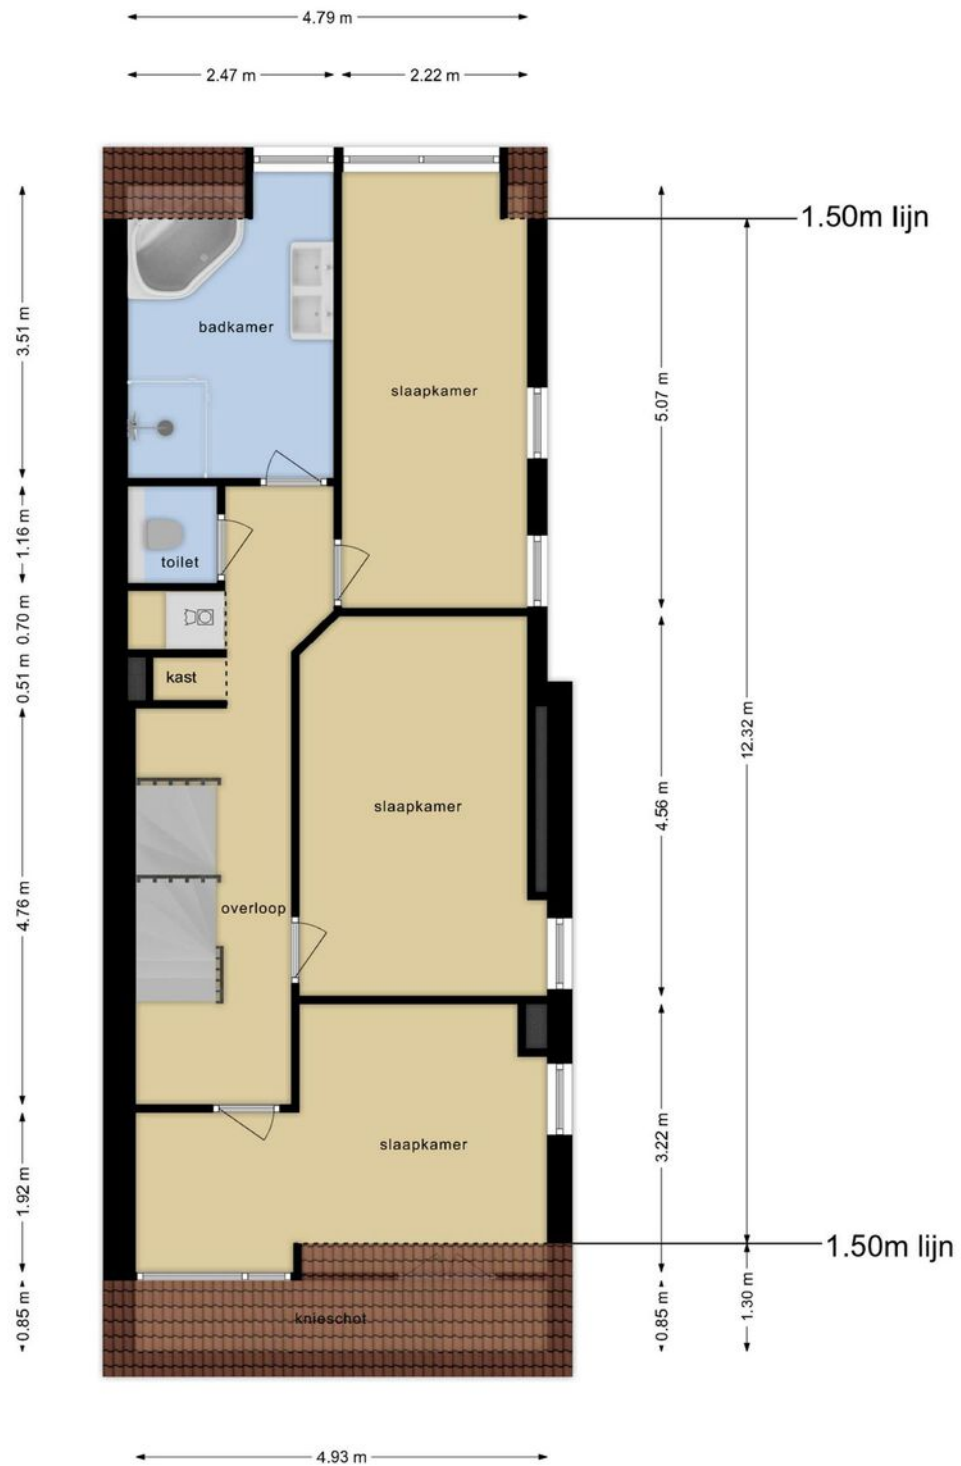 4.79 m
2.47 m
2.22 m
1.50m lijn
3.51 m
badkamer
slaapkamer
5.07 m
1.16 m
toilet
0.70 m
0.51 m
kast
12.32 m
slaapkamer
4.56 m
4.76 m
overloop
slaapkamer
3.22 m
1.92 m
1.50m lijn
0.85 m
knieschot
0.85 m
1.30 m
4.93 m